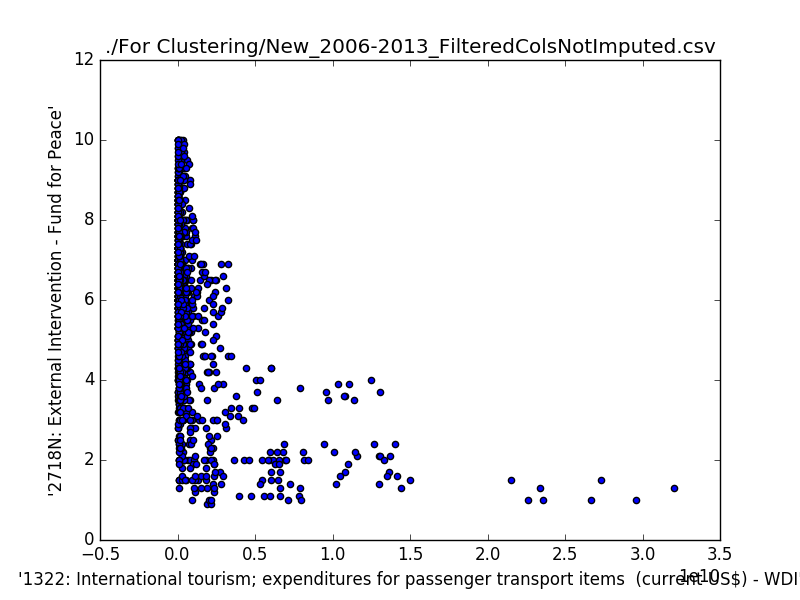 ./For Clustering/New_2006-2013_FilteredColsNotImputed.csv
12
10
8
6
4
2
0
'2718N: External Intervention - Fund for Peace'
−0.5 0.0 0.5 1.0 1.5 2.0 2.5 3.0 3.5
1e10
'1322: International tourism; expenditures for passenger transport items (current US$) - WDI'